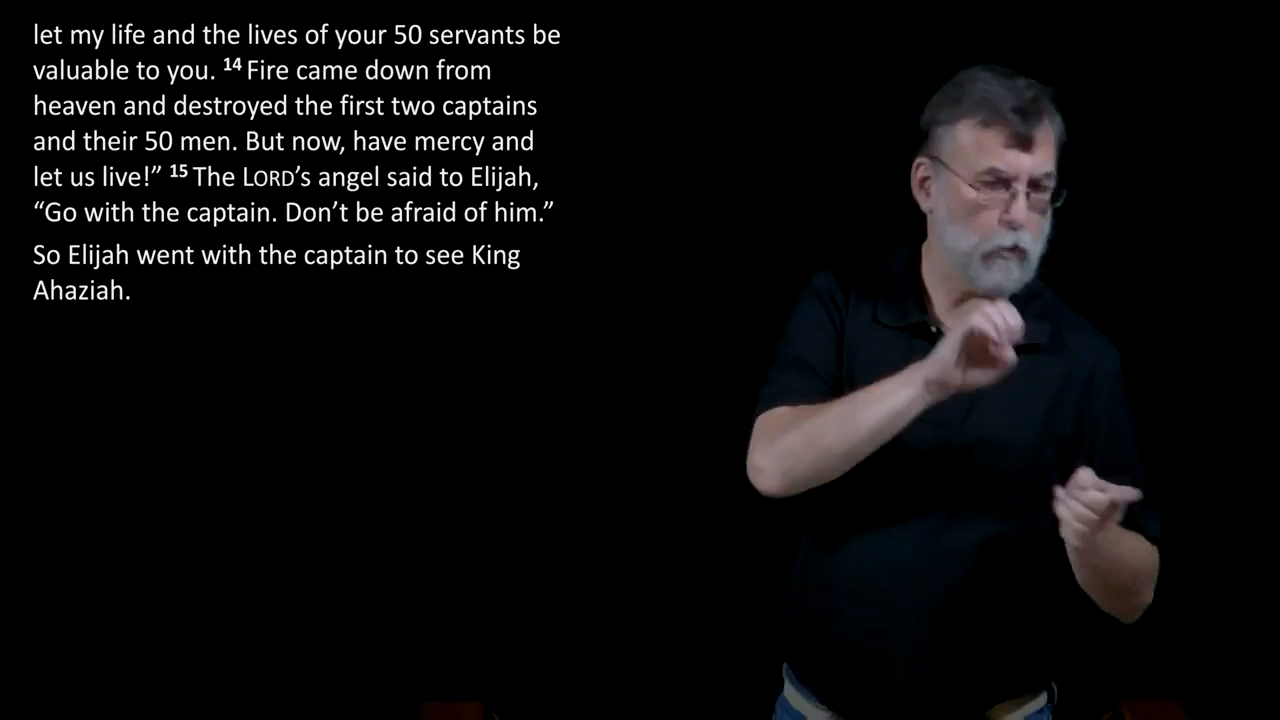 let my life and the lives of your 50 servants be
valuable to you. 14 Fire came down from
heaven and destroyed the first two captains
and their 50 men. But now, have mercy and
let us live!” 15 The LORD’s angel said to Elijah,
“Go with the captain. Don’t be afraid of him.”
So Elijah went with the captain to see King
Ahaziah.